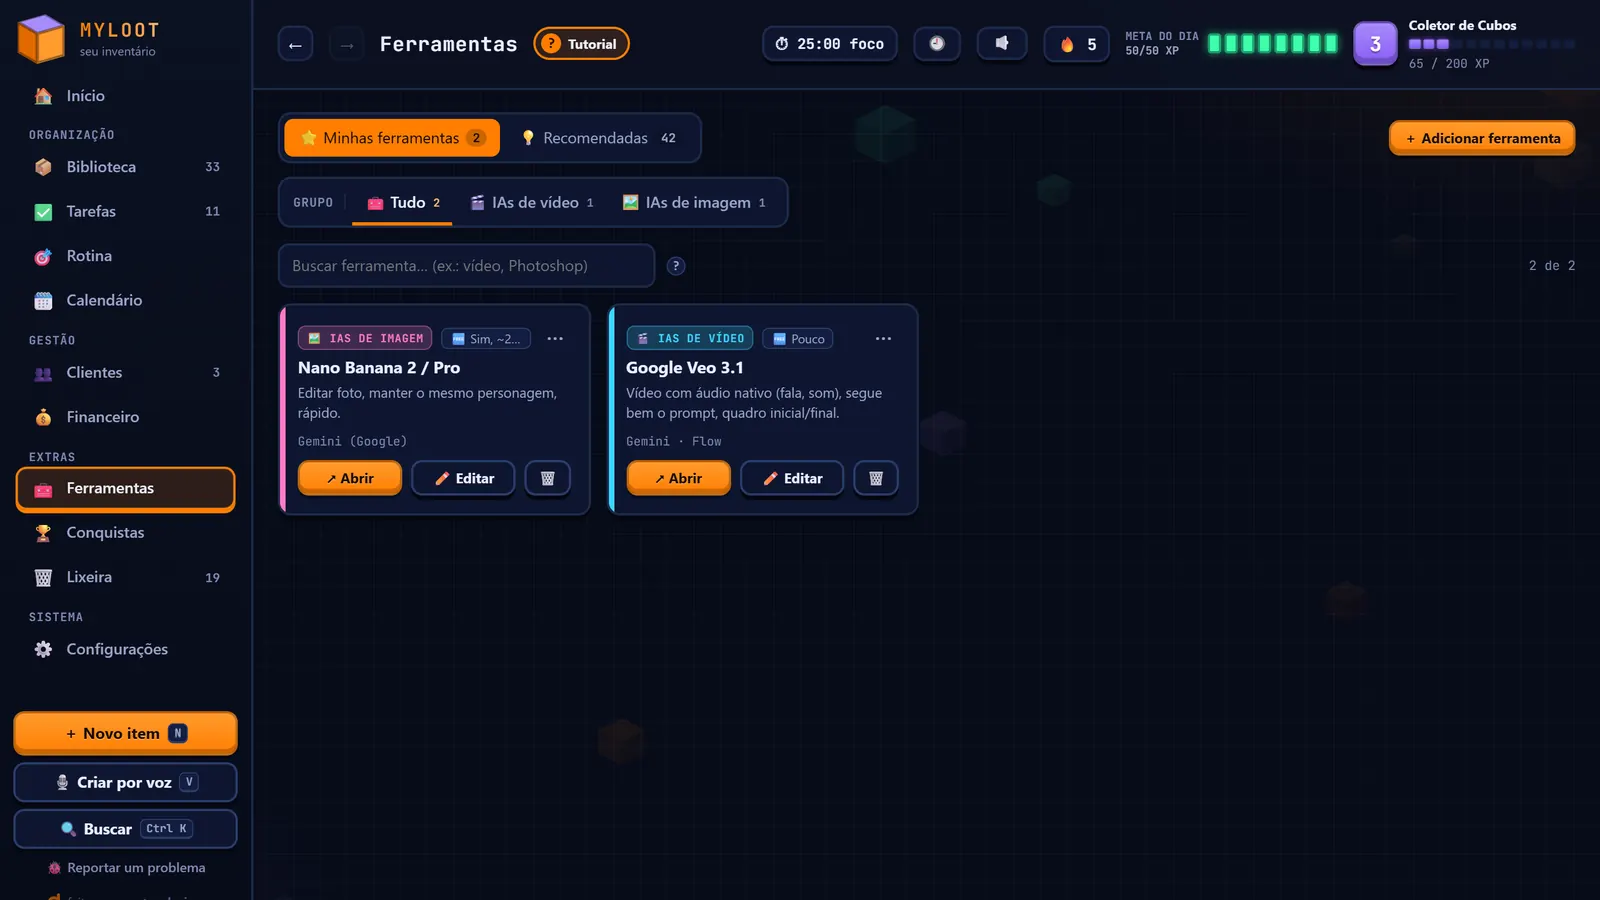 MYLOOT
seu inventário
Início
ORGANIZAÇÃO
Biblioteca 33
Tarefas 11
Rotina
Calendário
GESTÃO
Clientes 3
Financeiro
EXTRAS
Ferramentas
Conquistas
Lixeira 19
SISTEMA
Configurações
+ Novo item N
Criar por voz V
Buscar Ctrl K
Reportar um problema
← → Ferramentas ? Tutorial
25:00 foco
5
META DO DIA
50/50 XP
3
Coletor de Cubos
65 / 200 XP
Minhas ferramentas 2
Recomendadas 42
+ Adicionar ferramenta
GRUPO Tudo 2 IAs de vídeo 1 IAs de imagem 1
Buscar ferramenta... (ex.: vídeo, Photoshop) ?
2 de 2
IAS DE IMAGEM Sim, ~2... ...
Nano Banana 2 / Pro
Editar foto, manter o mesmo personagem,
rápido.
Gemini (Google)
↗ Abrir Editar
IAS DE VÍDEO Pouco ...
Google Veo 3.1
Vídeo com áudio nativo (fala, som), segue
bem o prompt, quadro inicial/final.
Gemini · Flow
↗ Abrir Editar